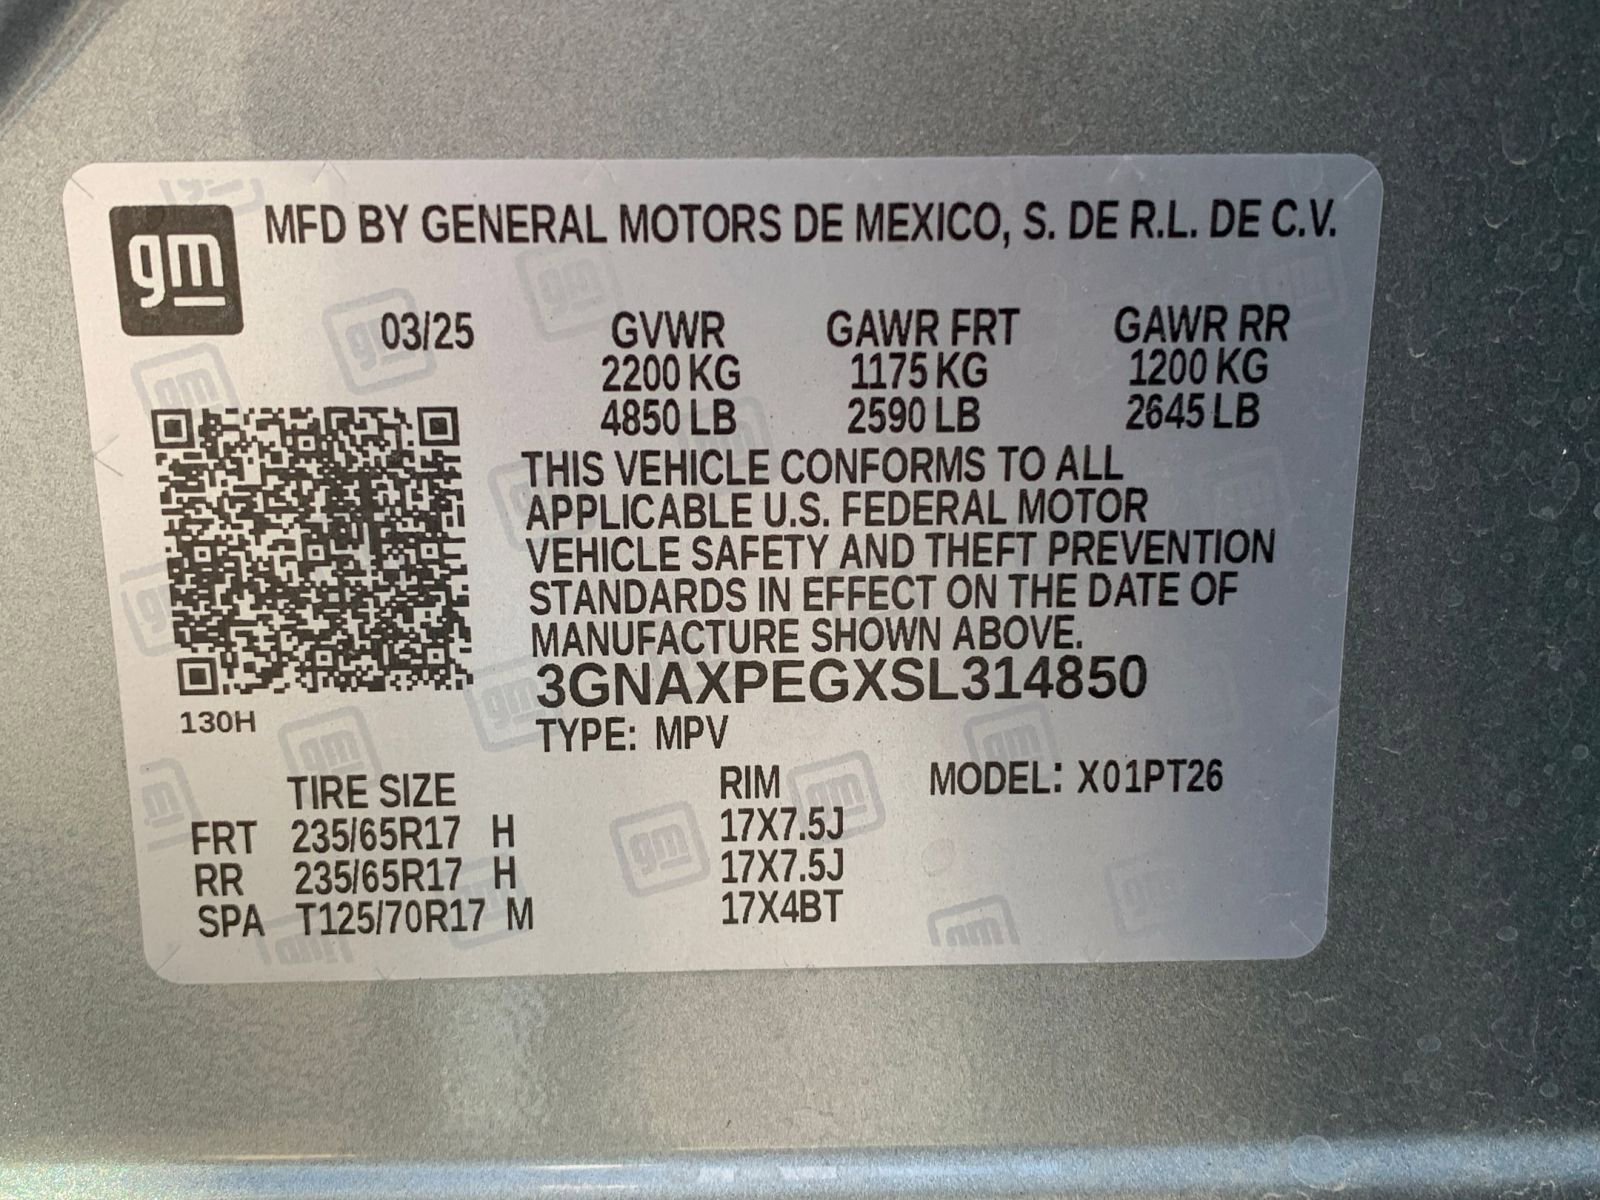 gm
MFD BY GENERAL MOTORS DE MEXICO, S. DE R.L. DE C.V.
03/25 GVWR GAWR FRT GAWR RR
2200 KG 1175 KG 1200 KG
4850 LB 2590 LB 2645 LB
THIS VEHICLE CONFORMS TO ALL
APPLICABLE U.S. FEDERAL MOTOR
VEHICLE SAFETY AND THEFT PREVENTION
STANDARDS IN EFFECT ON THE DATE OF
MANUFACTURE SHOWN ABOVE.
3GNAXPEGXSL314850
130H
TYPE: MPV
TIRE SIZE RIM MODEL: X01PT26
FRT 235/65R17 H 17X7.5J
RR 235/65R17 H 17X7.5J
SPA T125/70R17 M 17X4BT